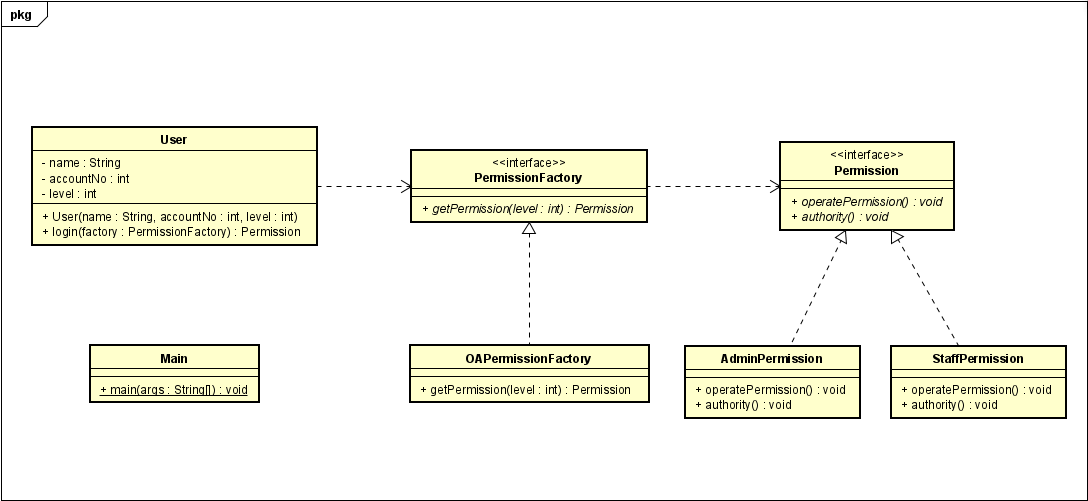 pkg
User
- name : String
- accountNo : int
- level : int
+ User(name : String, accountNo : int, level : int)
+ login(factory : PermissionFactory) : Permission
<<interface>>
PermissionFactory
+ getPermission(level : int) : Permission
<<interface>>
Permission
+ operatePermission() : void
+ authority() : void
Main
+ main(args : String[]) : void
OAPermissionFactory
+ getPermission(level : int) : Permission
AdminPermission
+ operatePermission() : void
+ authority() : void
StaffPermission
+ operatePermission() : void
+ authority() : void